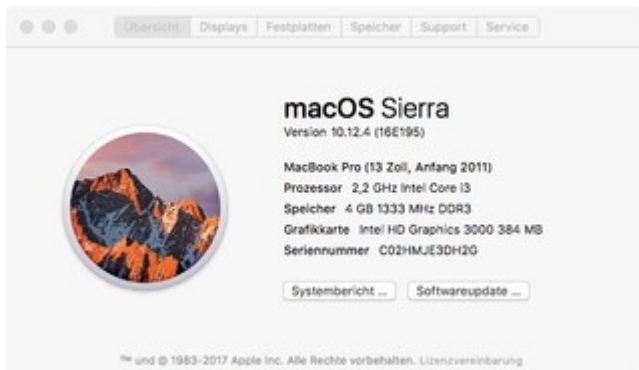 Übersicht Displays Festplatten Speicher Support Service
macOS Sierra
Version 10.12.4 (16E195)
MacBook Pro (13 Zoll, Anfang 2011)
Prozessor 2,2 GHz Intel Core i3
Speicher 4 GB 1333 MHz DDR3
Grafikkarte Intel HD Graphics 3000 384 MB
Seriennummer C02HMJE3DH2G
Systembericht ... Softwareupdate ...
™ und © 1983-2017 Apple Inc. Alle Rechte vorbehalten. Lizenzvereinbarung